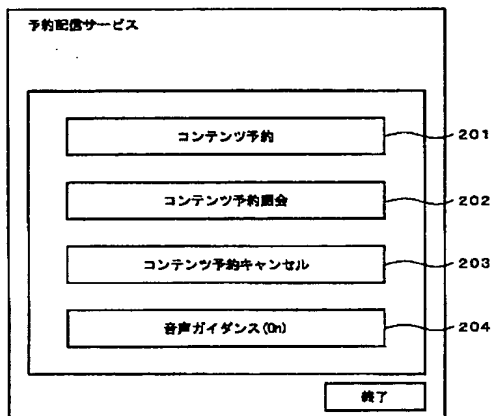 予約配信サービス
コンテンツ予約
201
コンテンツ予約照会
202
コンテンツ予約キャンセル
203
音声ガイダンス(On)
204
終了